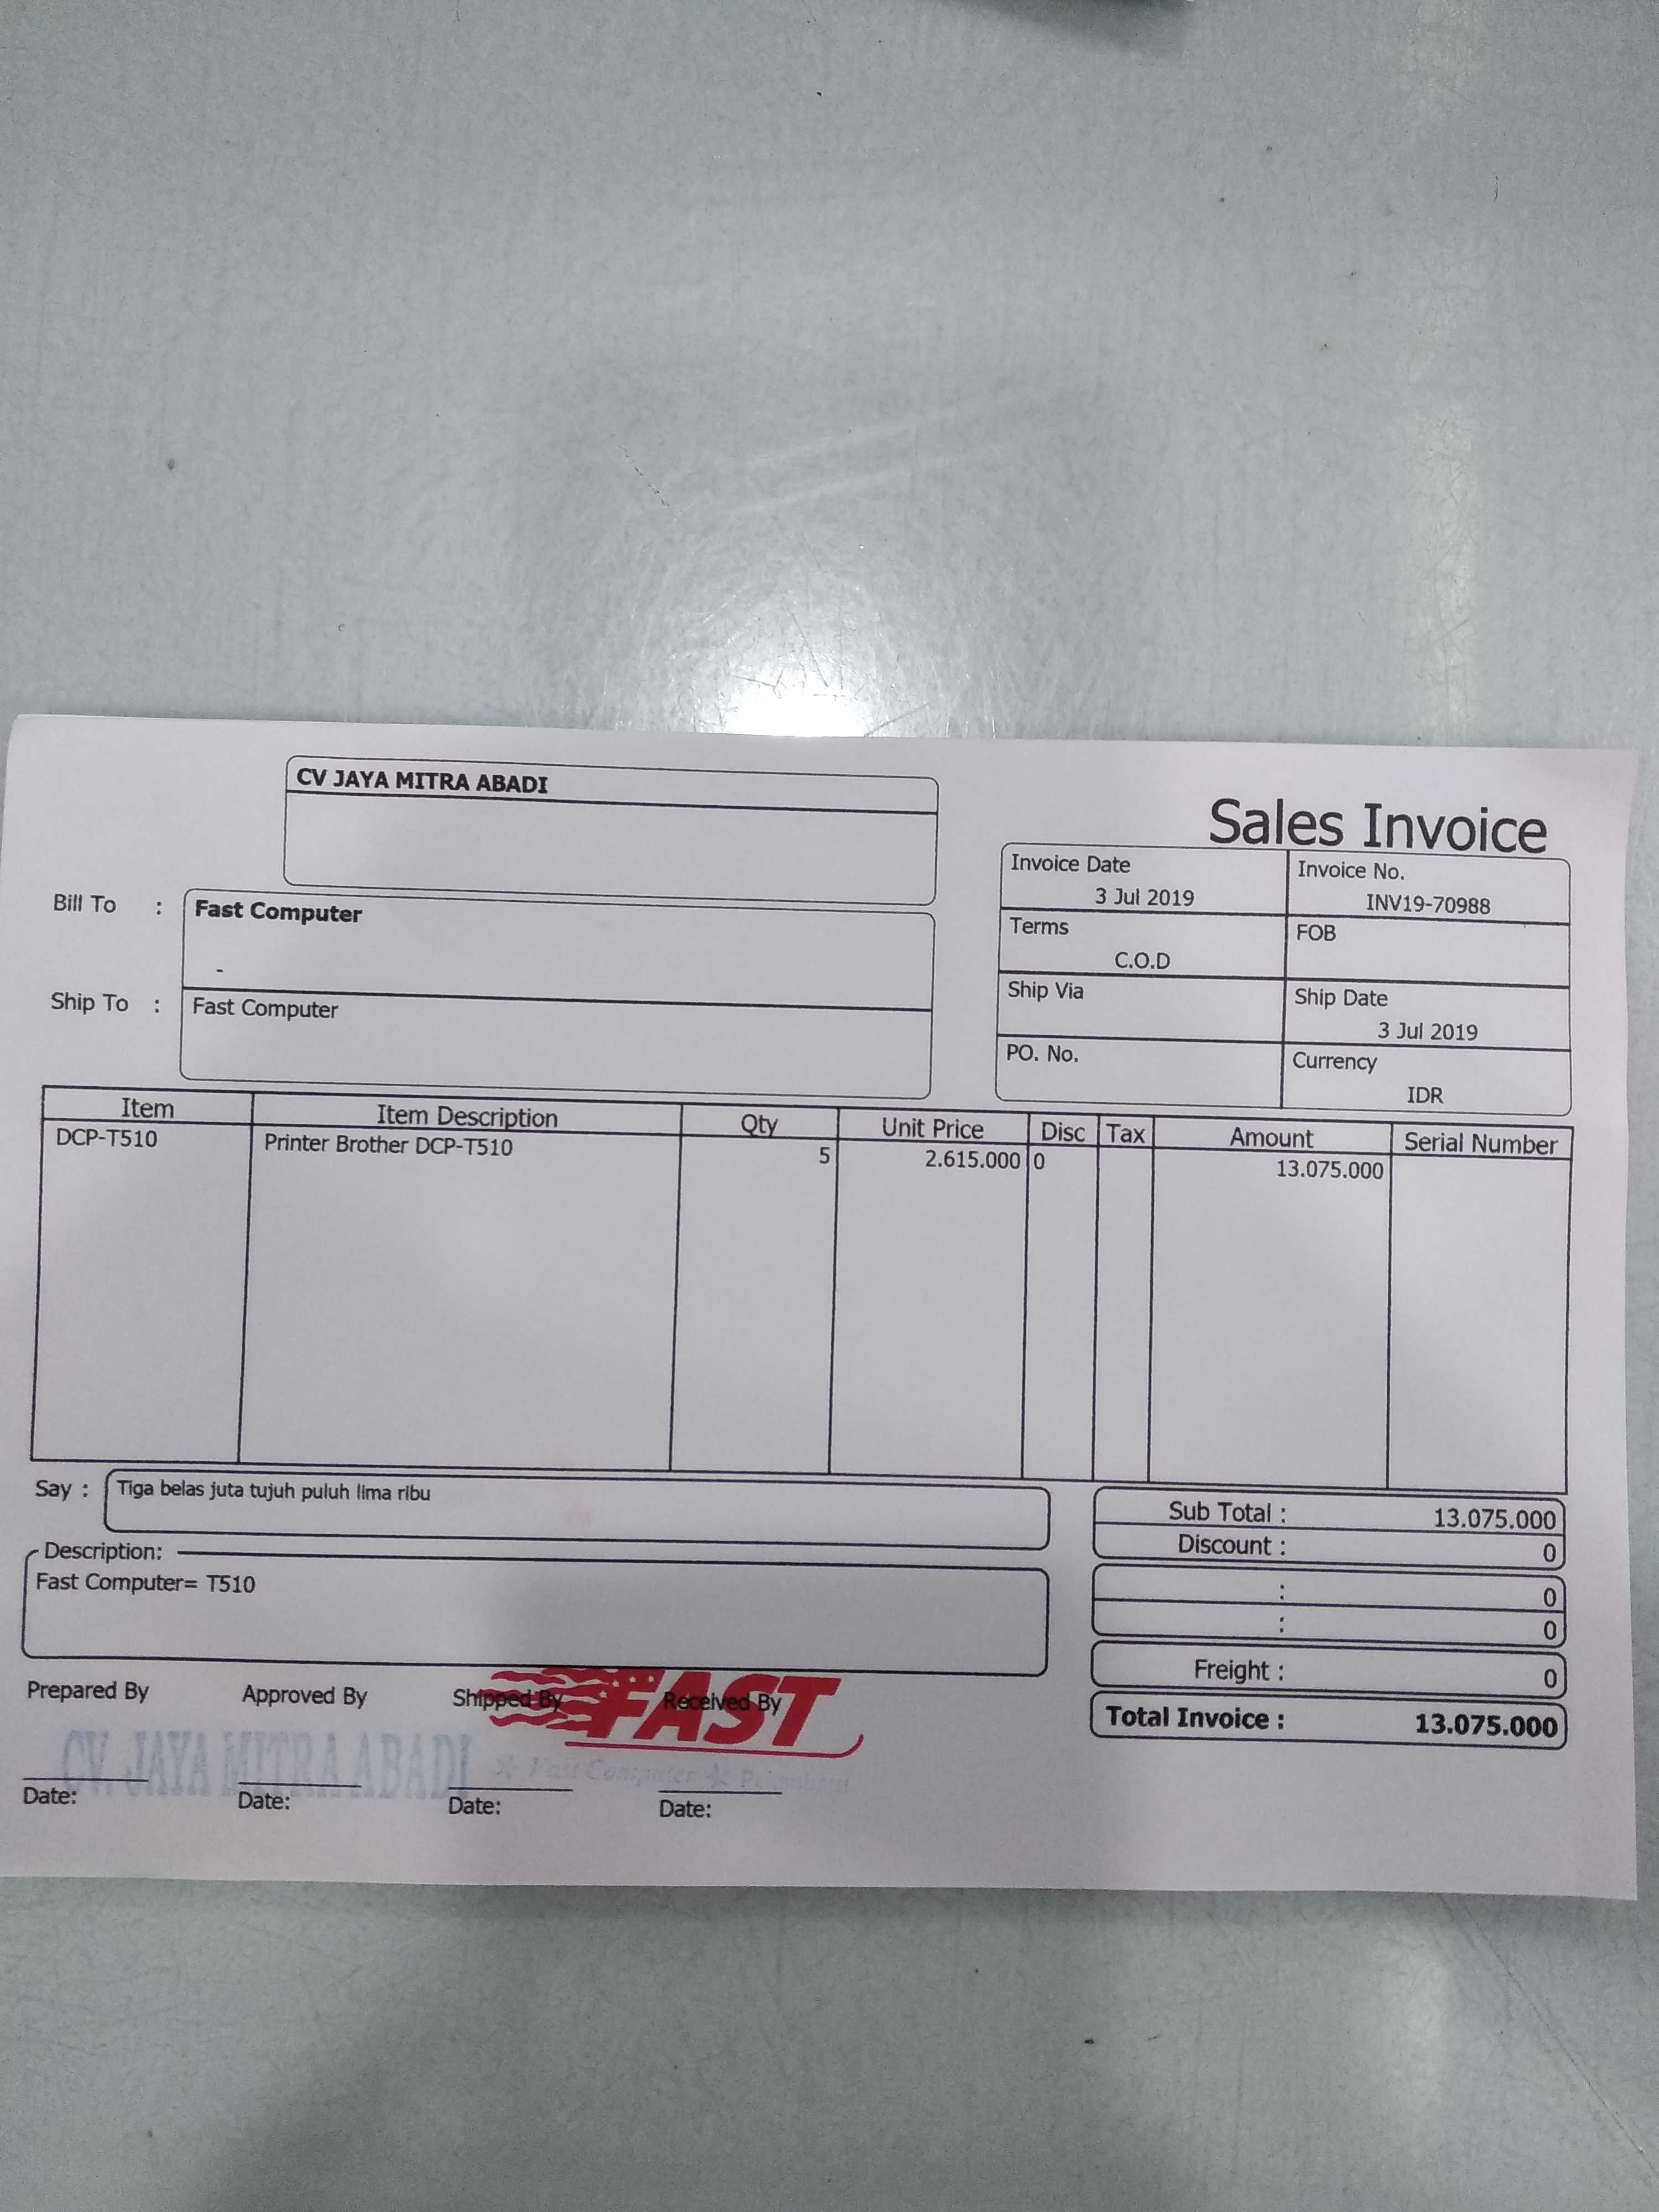 CV JAYA MITRA ABADI
Sales Invoice
Invoice Date
3 Jul 2019
Invoice No.
INV19-70988
Terms
C.O.D
FOB
Ship Via
Ship Date
3 Jul 2019
PO. No.
Currency
IDR
Bill To : Fast Computer
-
Ship To : Fast Computer
Item Item Description Qty Unit Price Disc Tax Amount Serial Number
DCP-T510 Printer Brother DCP-T510 5 2.615.000 0 13.075.000
Say : Tiga belas juta tujuh puluh lima ribu
Description:
Fast Computer= T510
Sub Total : 13.075.000
Discount : 0
: 0
: 0
Freight : 0
Total Invoice : 13.075.000
Prepared By Approved By Shipped By Received By
FAST
CV. JAYA MITRA ABADI
Fast Computer
Date: Date: Date: Date: